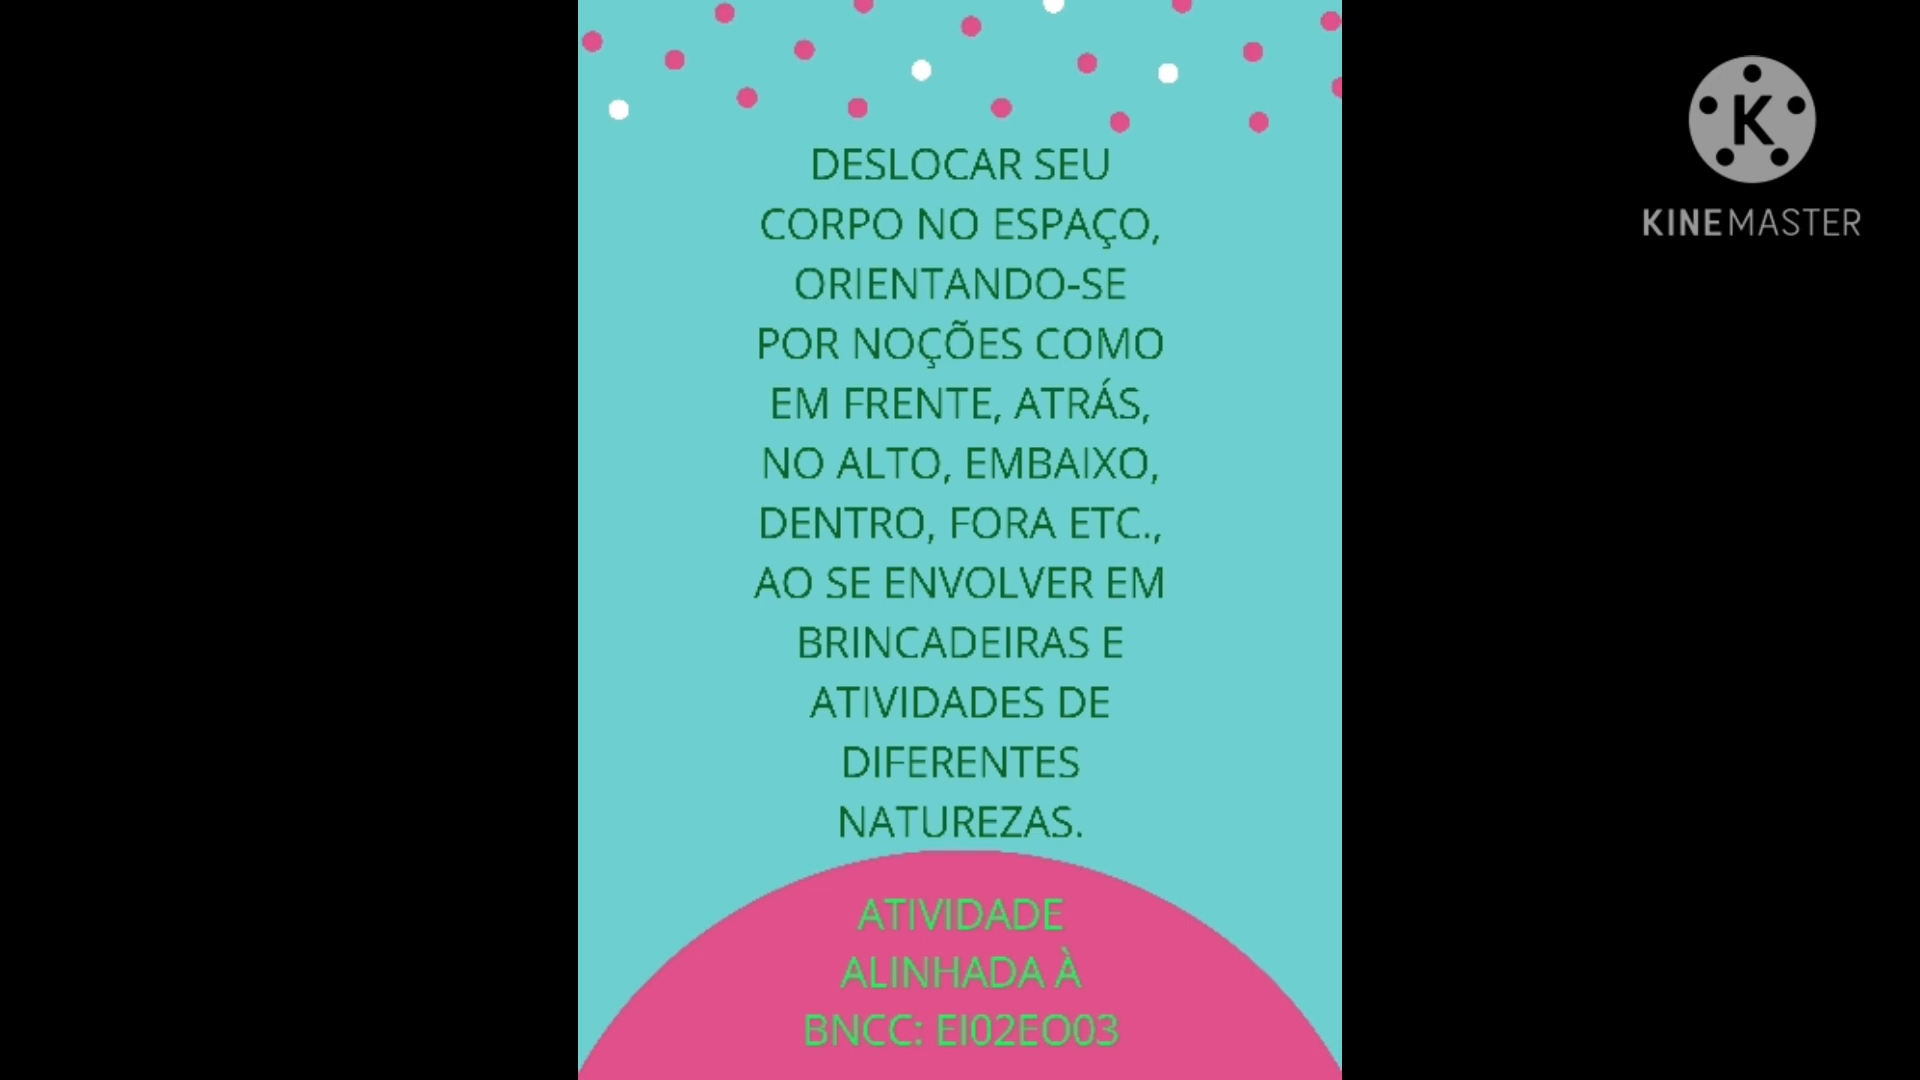 DESLOCAR SEU
CORPO NO ESPAÇO,
ORIENTANDO-SE
POR NOÇÕES COMO
EM FRENTE, ATRÁS,
NO ALTO, EMBAIXO,
DENTRO, FORA ETC.,
AO SE ENVOLVER EM
BRINCADEIRAS E
ATIVIDADES DE
DIFERENTES
NATUREZAS.
ATIVIDADE
ALINHADA À
BNCC: EI02EO03
K
KINEMASTER